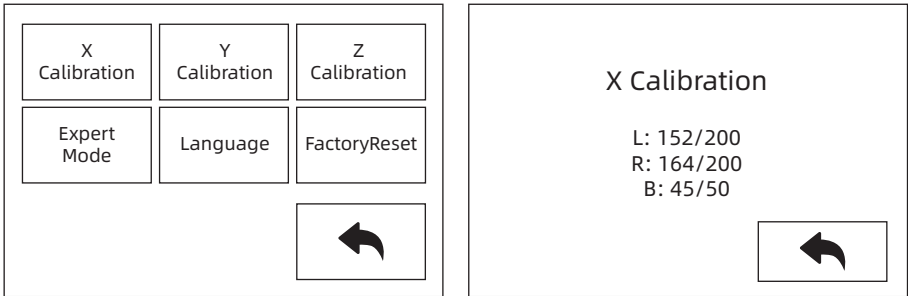 X
Calibration
Y
Calibration
Z
Calibration
Expert
Mode
Language
FactoryReset
X Calibration
L: 152/200
R: 164/200
B: 45/50